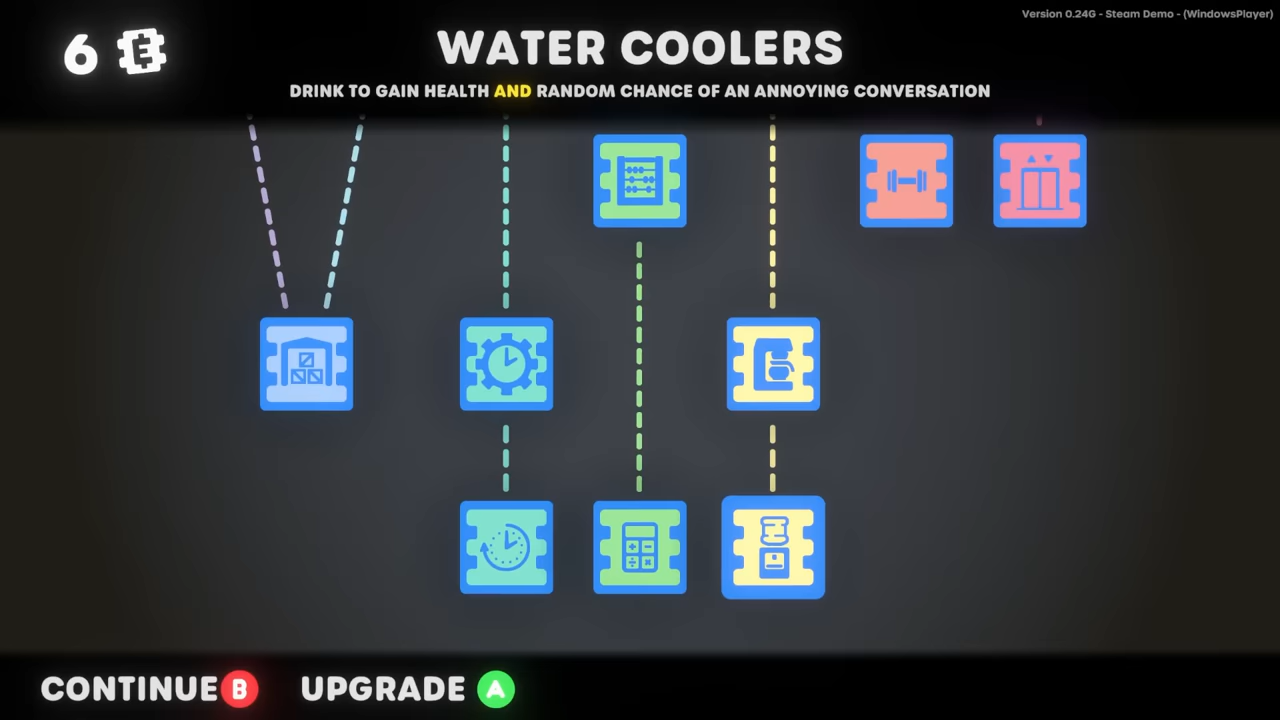 Version 0.24G - Steam Demo - (WindowsPlayer)
6 E
WATER COOLERS
DRINK TO GAIN HEALTH AND RANDOM CHANCE OF AN ANNOYING CONVERSATION
CONTINUE B UPGRADE A